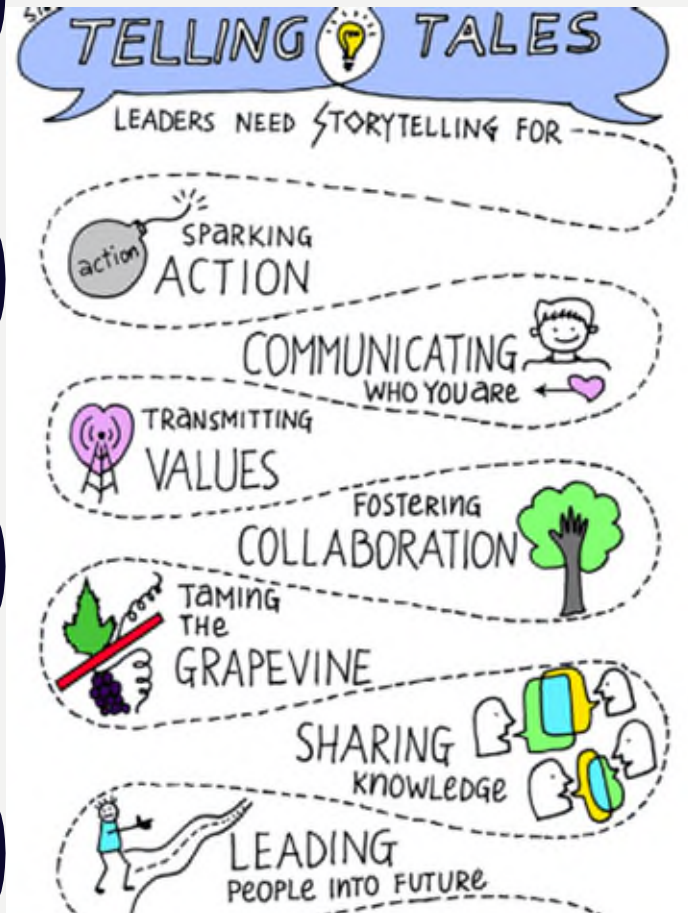 TELLING TALES
LEADERS NEED STORYTELLING FOR
action
SPARKING
ACTION
COMMUNICATING
WHO YOU ARE
TRANSMITTING
VALUES
FOSTERING
COLLABORATION
TAMING
THE
GRAPEVINE
SHARING
KNOWLEDGE
LEADING
PEOPLE INTO FUTURE